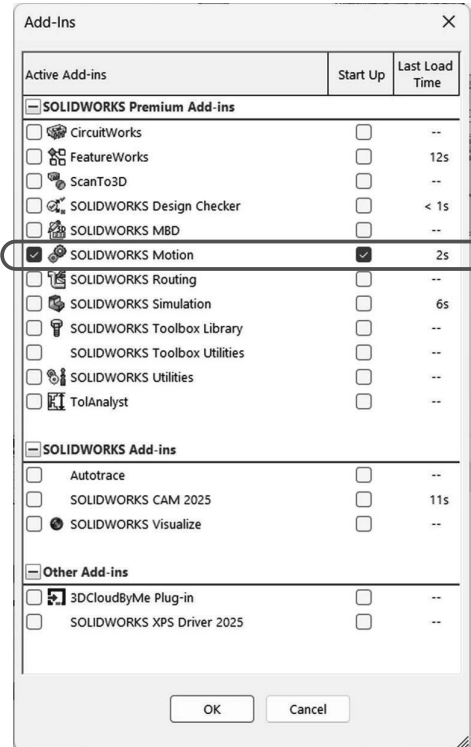 Add-Ins
Active Add-ins Start Up Last Load Time
SOLIDWORKS Premium Add-ins
CircuitWorks --
FeatureWorks 12s
ScanTo3D --
SOLIDWORKS Design Checker < 1s
SOLIDWORKS MBD --
SOLIDWORKS Motion 2s
SOLIDWORKS Routing --
SOLIDWORKS Simulation 6s
SOLIDWORKS Toolbox Library --
SOLIDWORKS Toolbox Utilities --
SOLIDWORKS Utilities --
TolAnalyst --
SOLIDWORKS Add-ins
Autotrace --
SOLIDWORKS CAM 2025 11s
SOLIDWORKS Visualize --
Other Add-ins
3DCloudByMe Plug-in --
SOLIDWORKS XPS Driver 2025 --
OK Cancel